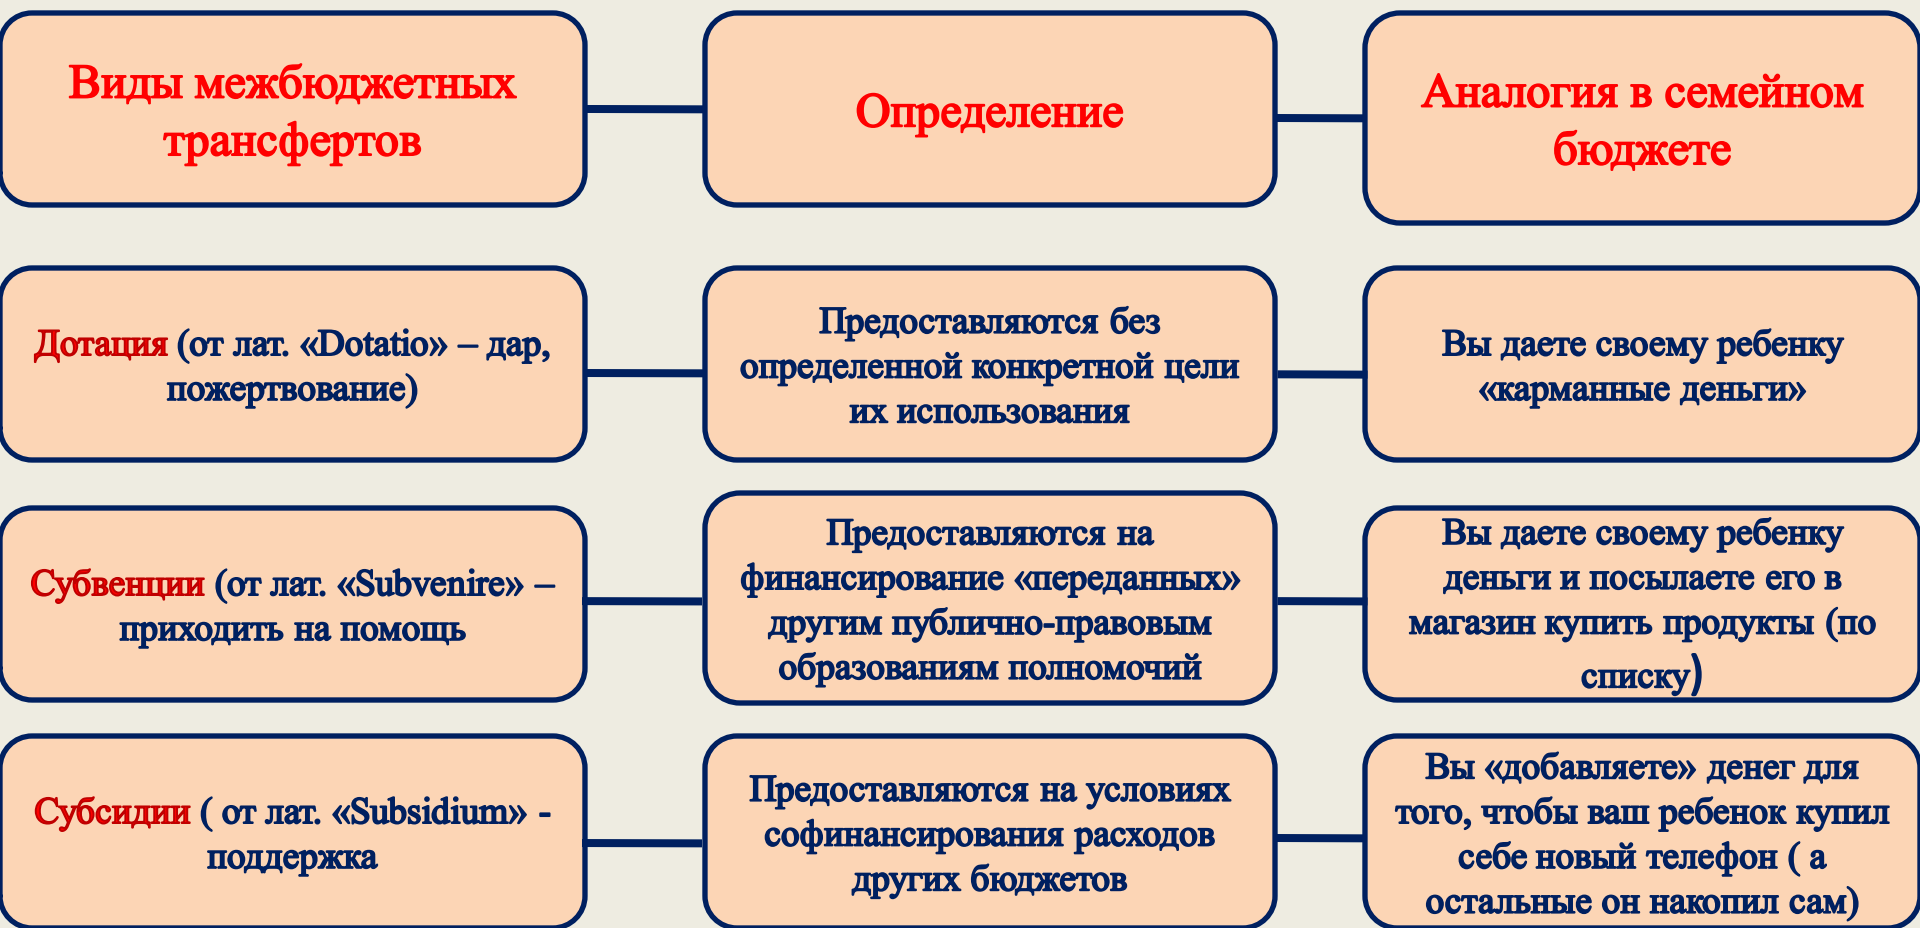 Виды межбюджетных
трансфертов
Определение
Аналогия в семейном
бюджете
Дотация (от лат. «Dotatio» – дар,
пожертвование)
Предоставляются без
определенной конкретной цели
их использования
Вы даете своему ребенку
«карманные деньги»
Субвенции (от лат. «Subvenire» –
приходить на помощь
Предоставляются на
финансирование «переданных»
другим публично-правовым
образованиям полномочий
Вы даете своему ребенку
деньги и посылаете его в
магазин купить продукты (по
списку)
Субсидии ( от лат. «Subsidium» -
поддержка
Предоставляются на условиях
софинансирования расходов
других бюджетов
Вы «добавляете» денег для
того, чтобы ваш ребенок купил
себе новый телефон ( а
остальные он накопил сам)